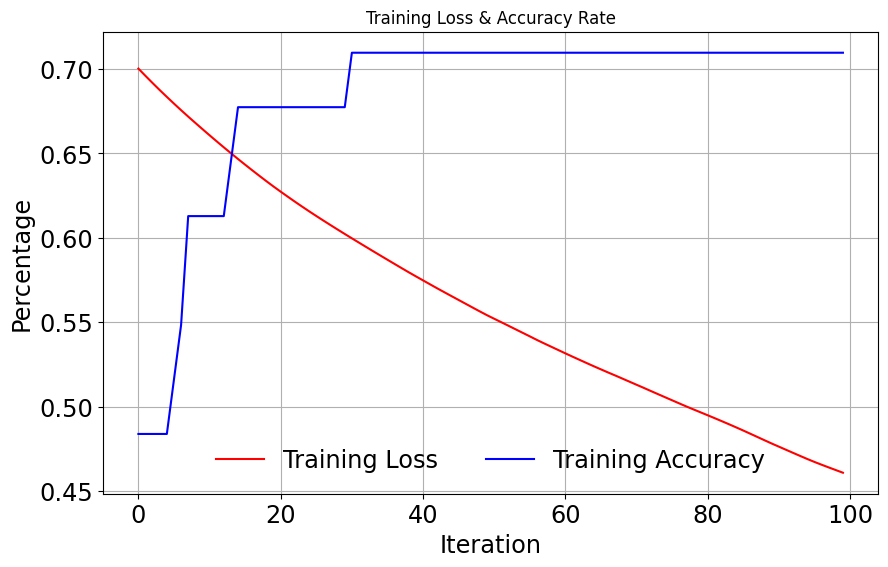 Training Loss & Accuracy Rate
Percentage
0.70
0.65
0.60
0.55
0.50
0.45
Training Loss
Training Accuracy
0 20 40 60 80 100
Iteration